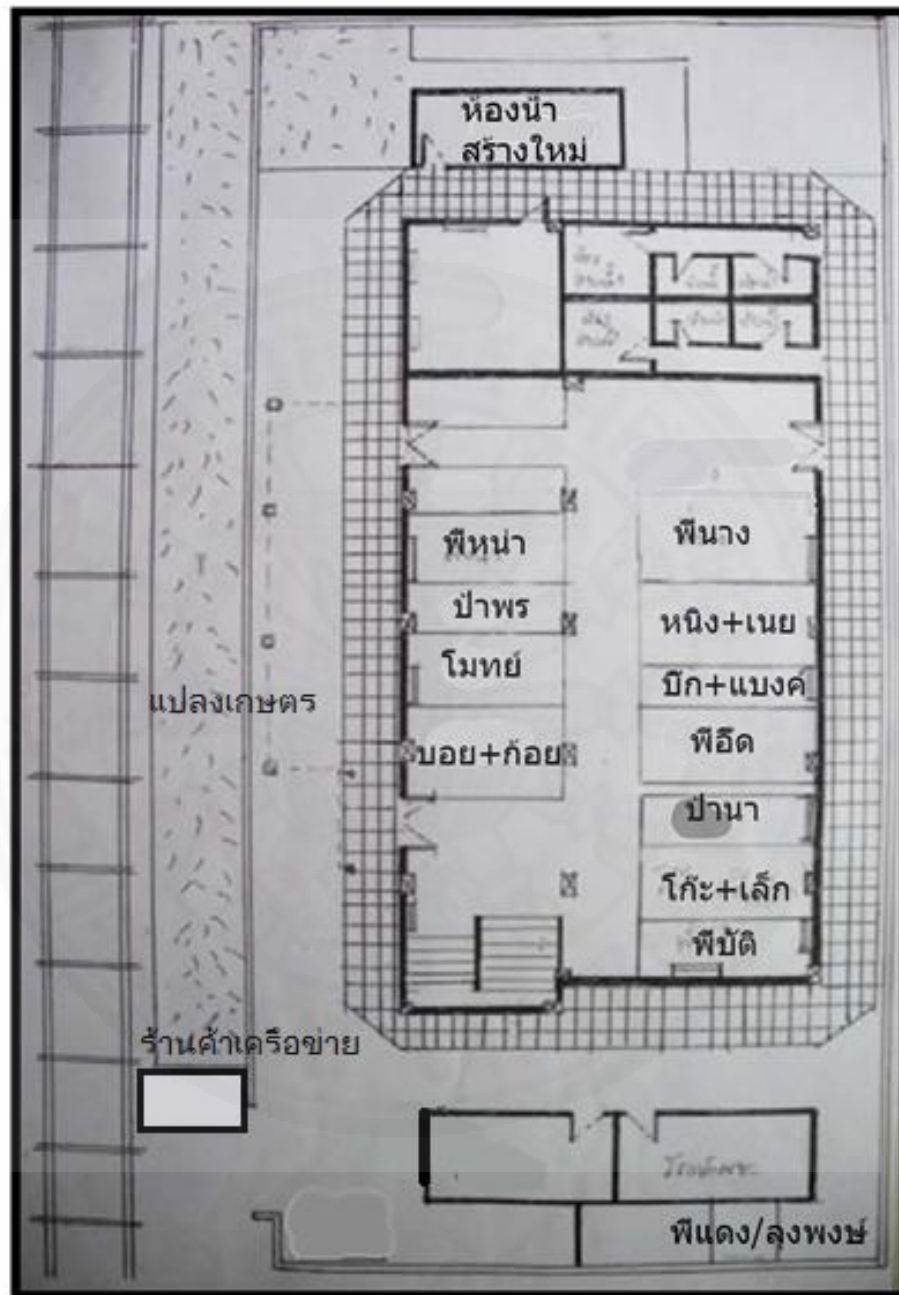 ห้องน้ำ
สร้างใหม่
พี่หน่า
ป้าพร
โมทย์
บอย+ก้อย
พี่นาง
หนิง+เนย
บิ๊ก+แบงค์
พี่อี๊ด
ป้านา
โก๊ะ+เล็ก
พี่บัติ
แปลงเกษตร
ร้านค้าเครือข่าย
พี่แดง/ลุงพงษ์